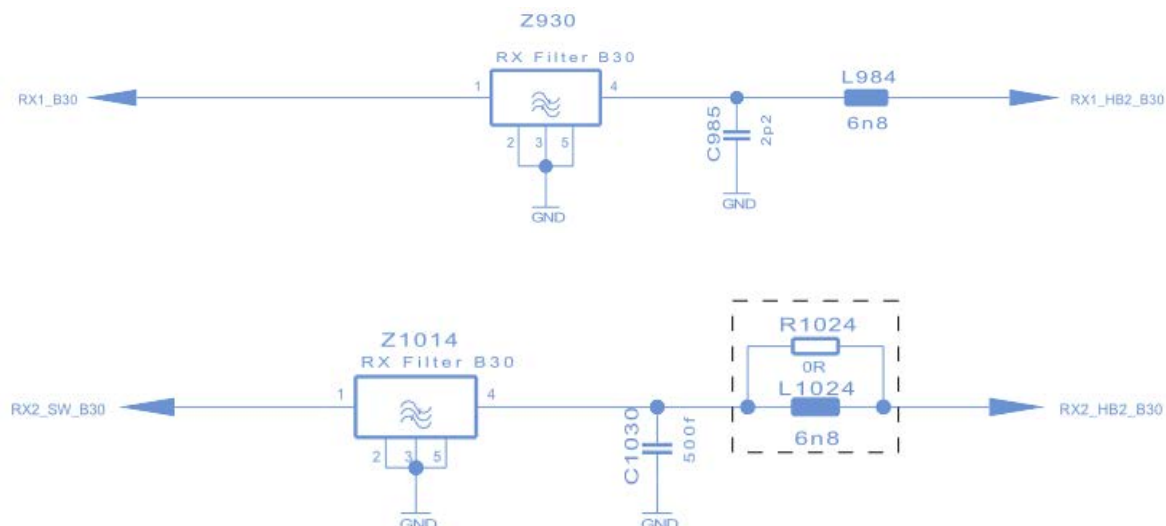 Z930
RX Filter B30
RX1_B30
1
4
2
3
5
GND
C985
2p2
GND
L984
6n8
RX1_HB2_B30
Z1014
RX Filter B30
RX2_SW_B30
1
4
2
3
5
GND
C1030
500f
GND
R1024
0R
L1024
6n8
RX2_HB2_B30